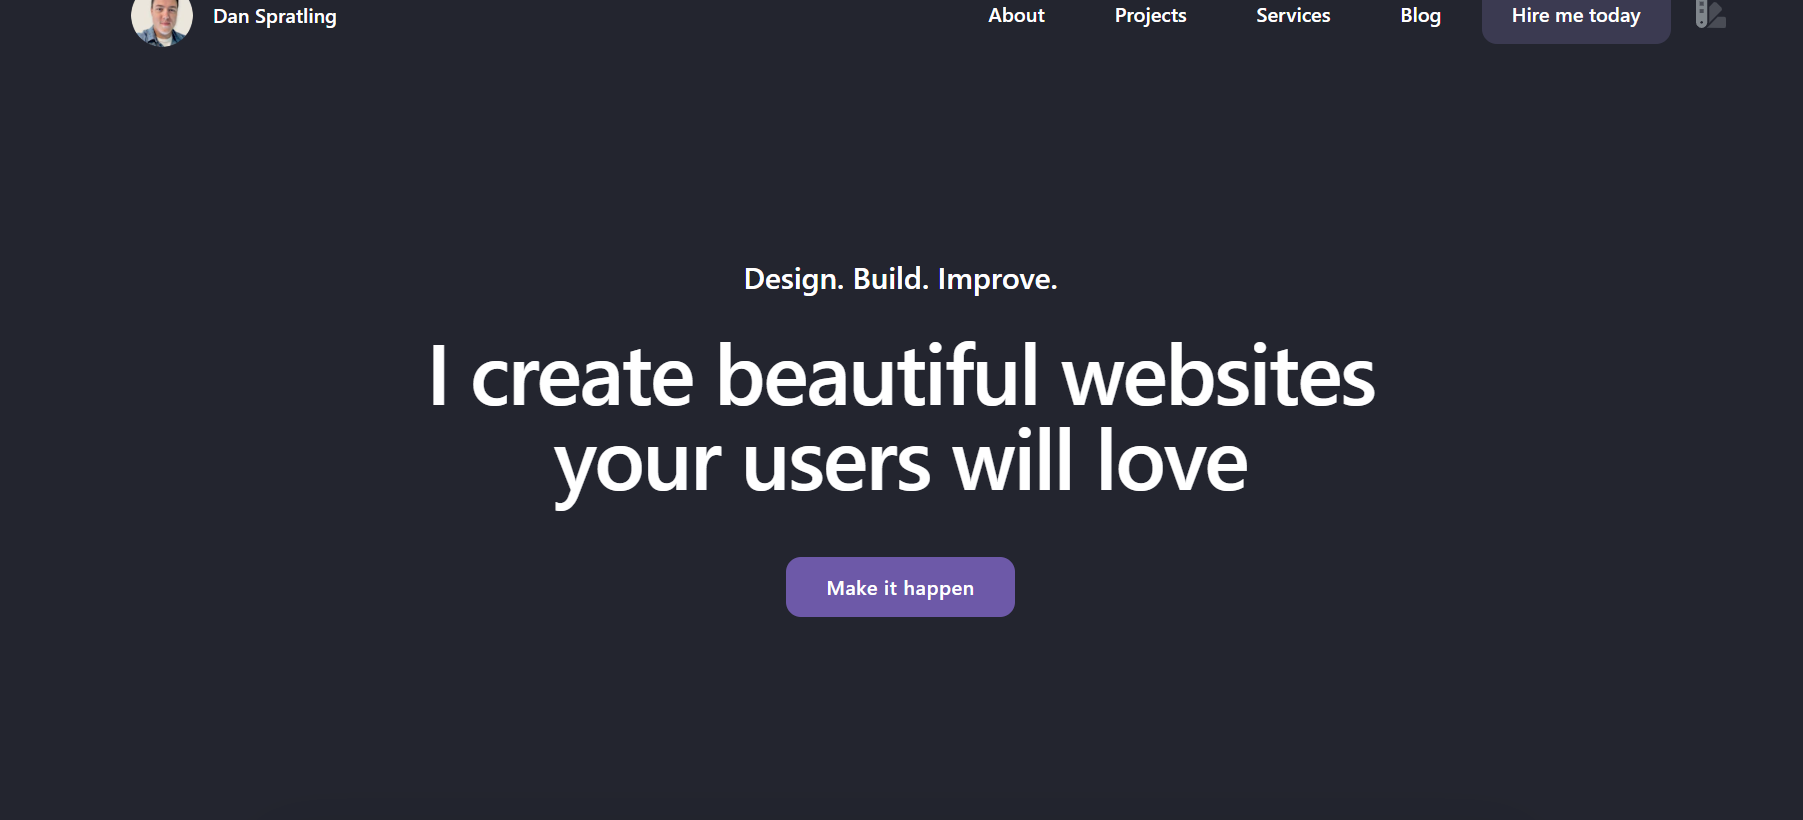 Dan Spratling
About Projects Services Blog Hire me today
Design. Build. Improve.
I create beautiful websites
your users will love
Make it happen